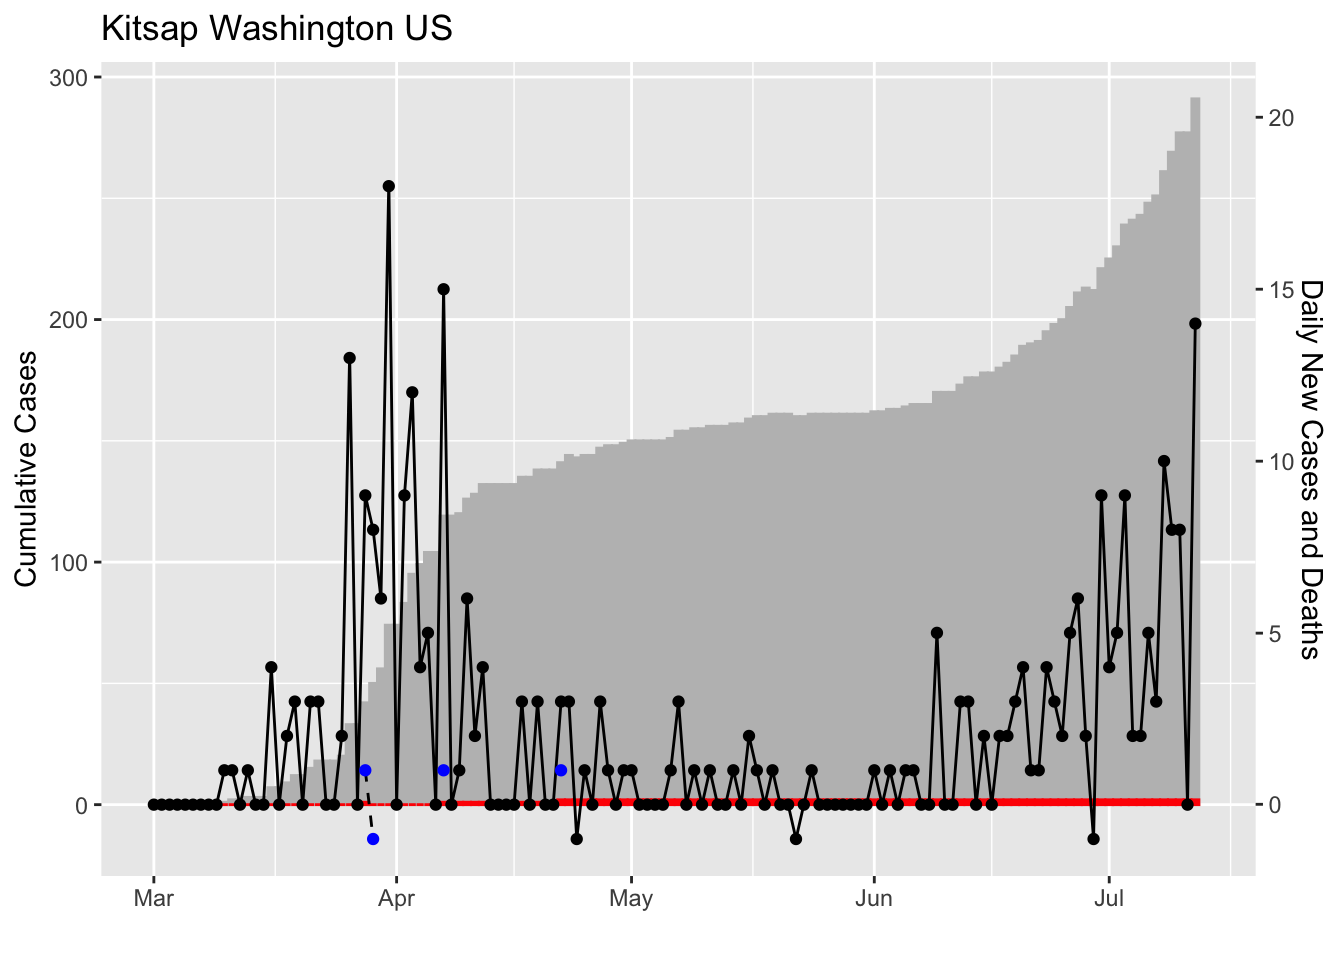 Kitsap Washington US
300
200
100
0
Cumulative Cases
20
15
10
5
0
Daily New Cases and Deaths
Mar
Apr
May
Jun
Jul